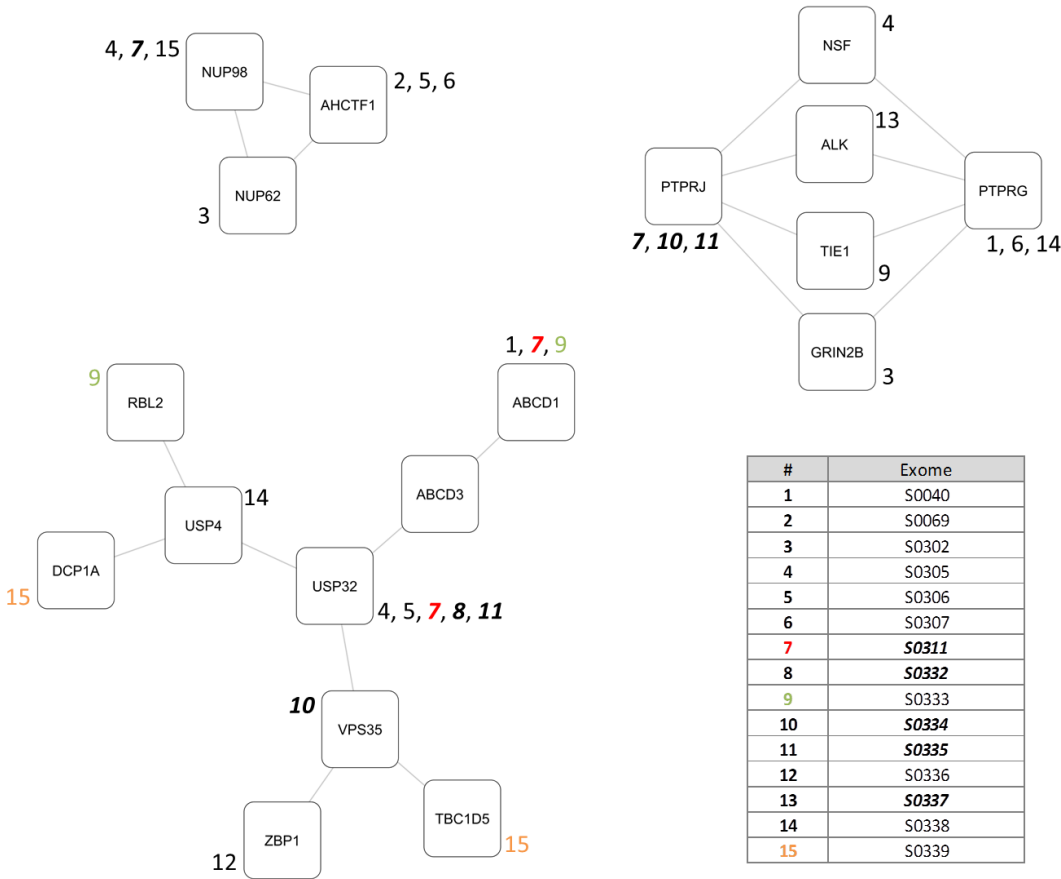 4, 7, 15
NUP98
AHCTF1
2, 5, 6
NUP62
3
NSF
4
ALK
13
PTPRJ
7, 10, 11
PTPRG
1, 6, 14
TIE1
9
GRIN2B
3
1, 7, 9
ABCD1
9
RBL2
ABCD3
USP4
14
DCP1A
15
USP32
4, 5, 7, 8, 11
10
VPS35
ZBP1
12
TBC1D5
15
# Exome
1 S0040
2 S0069
3 S0302
4 S0305
5 S0306
6 S0307
7 S0311
8 S0332
9 S0333
10 S0334
11 S0335
12 S0336
13 S0337
14 S0338
15 S0339